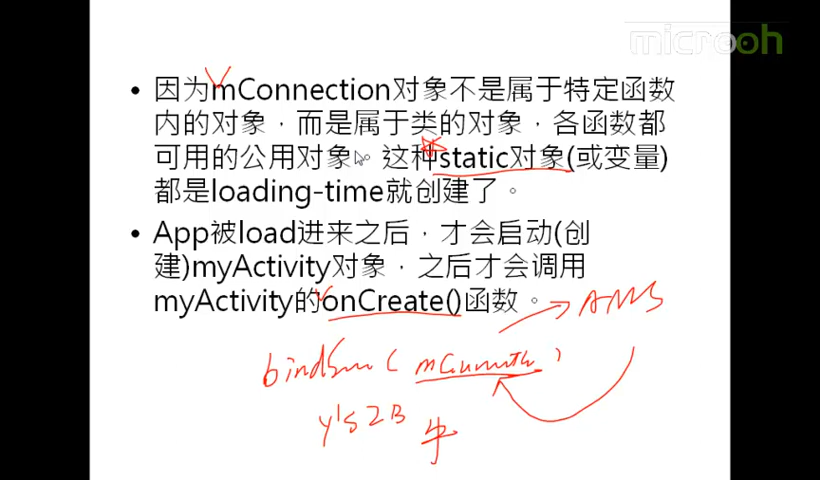 microoh
• 因为mConnection对象不是属于特定函数
内的对象，而是属于类的对象，各函数都
可用的公用对象。这种static对象(或变量)
都是loading-time就创建了。
• App被load进来之后，才会启动(创
建)myActivity对象，之后才会调用
myActivity的onCreate()函数。
AMS